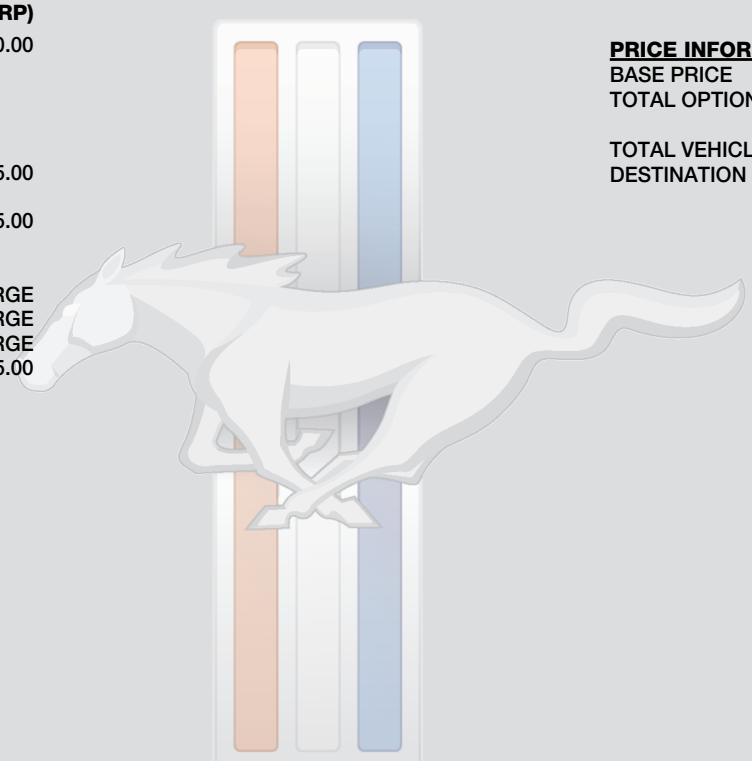 RP)
0.00
5.00
5.00
RGE
RGE
RGE
5.00
PRICE INFOR
BASE PRICE
TOTAL OPTION
TOTAL VEHICL
DESTINATION